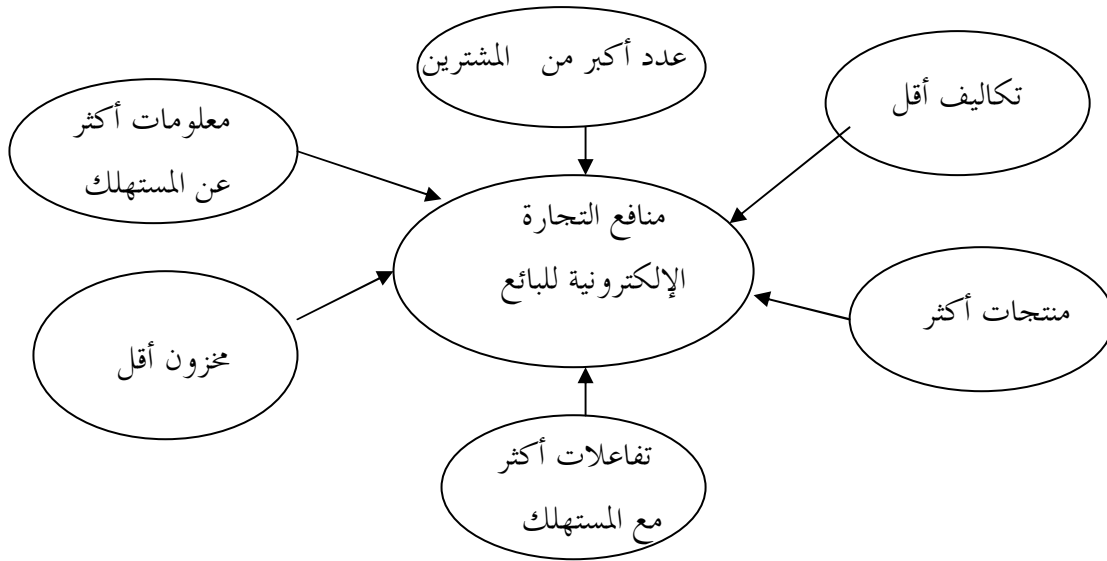 عدد أكبر من المشترين
تكاليف أقل
معلومات أكثر
عن المستهلك
منافع التجارة
الإلكترونية للبائع
منتجات أكثر
مخزون أقل
تفاعلات أكثر
مع المستهلك